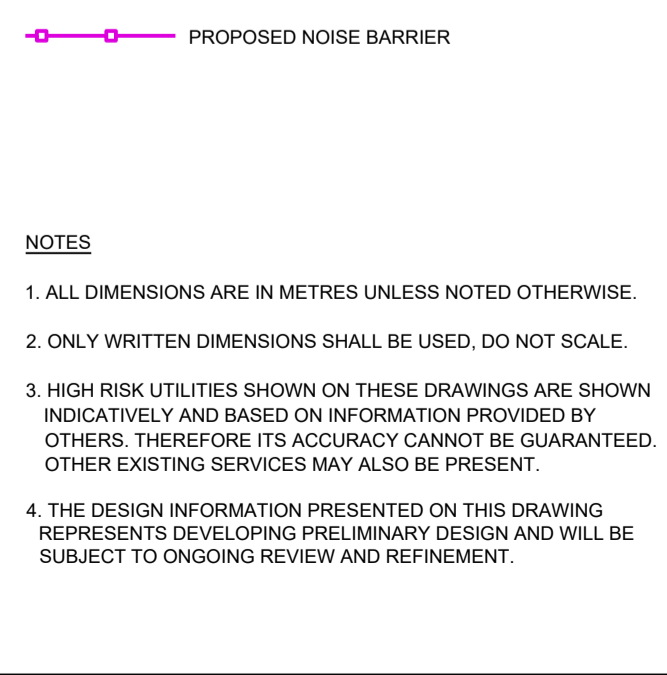 PROPOSED NOISE BARRIER
NOTES
1. ALL DIMENSIONS ARE IN METRES UNLESS NOTED OTHERWISE.
2. ONLY WRITTEN DIMENSIONS SHALL BE USED, DO NOT SCALE.
3. HIGH RISK UTILITIES SHOWN ON THESE DRAWINGS ARE SHOWN
INDICATIVELY AND BASED ON INFORMATION PROVIDED BY
OTHERS. THEREFORE ITS ACCURACY CANNOT BE GUARANTEED.
OTHER EXISTING SERVICES MAY ALSO BE PRESENT.
4. THE DESIGN INFORMATION PRESENTED ON THIS DRAWING
REPRESENTS DEVELOPING PRELIMINARY DESIGN AND WILL BE
SUBJECT TO ONGOING REVIEW AND REFINEMENT.